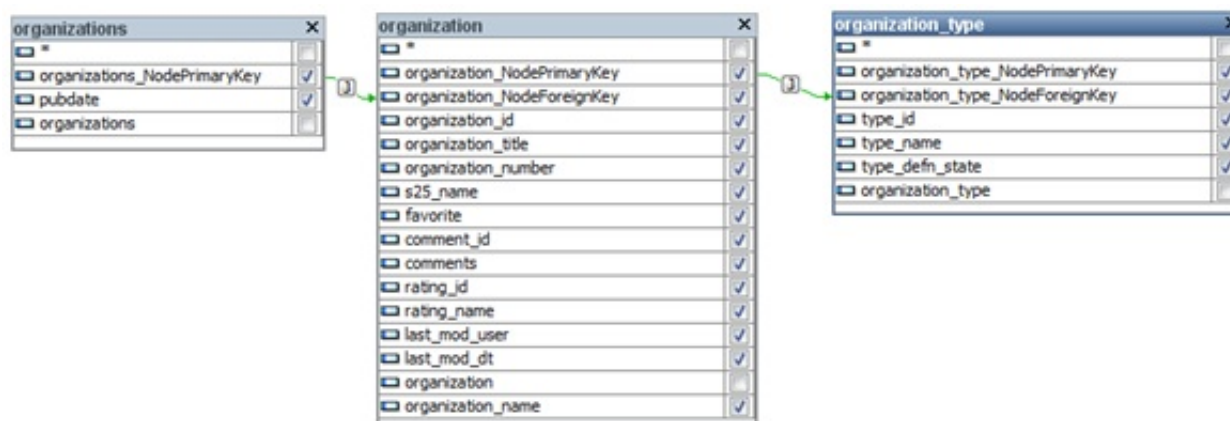 organizations
*
organizations_NodePrimaryKey
pubdate
organizations
organization
*
organization_NodePrimaryKey
organization_NodeForeignKey
organization_id
organization_title
organization_number
s25_name
favorite
comment_id
comments
rating_id
rating_name
last_mod_user
last_mod_dt
organization
organization_name
organization_type
*
organization_type_NodePrimaryKey
organization_type_NodeForeignKey
type_id
type_name
type_defn_state
organization_type